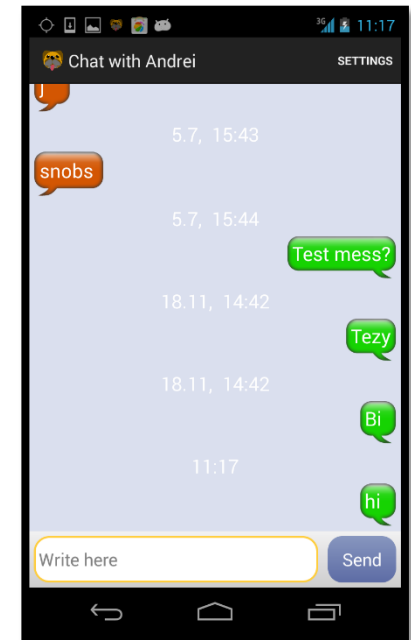 3G 11:17
Chat with Andrei SETTINGS
j
5.7, 15:43
snobs
5.7, 15:44
Test mess?
18.11, 14:42
Tezy
18.11, 14:42
Bi
11:17
hi
Write here Send